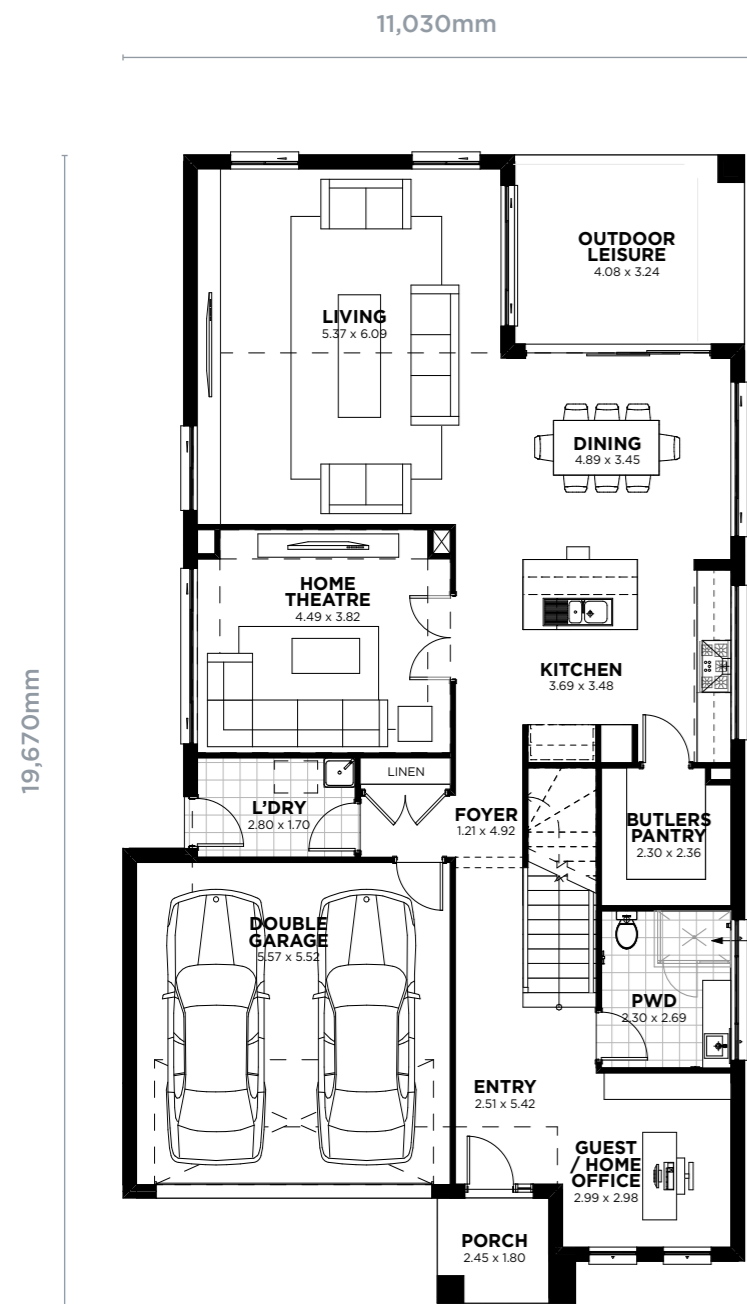 11,030mm
19,670mm
OUTDOOR
LEISURE
4.08 x 3.24
LIVING
5.37 x 6.09
DINING
4.89 x 3.45
HOME
THEATRE
4.49 x 3.82
KITCHEN
3.69 x 3.48
LINEN
L'DRY
2.80 x 1.70
FOYER
1.21 x 4.92
BUTLERS
PANTRY
2.30 x 2.36
DOUBLE
GARAGE
5.57 x 5.52
PWD
2.30 x 2.69
ENTRY
2.51 x 5.42
GUEST
/ HOME
OFFICE
2.99 x 2.98
PORCH
2.45 x 1.80